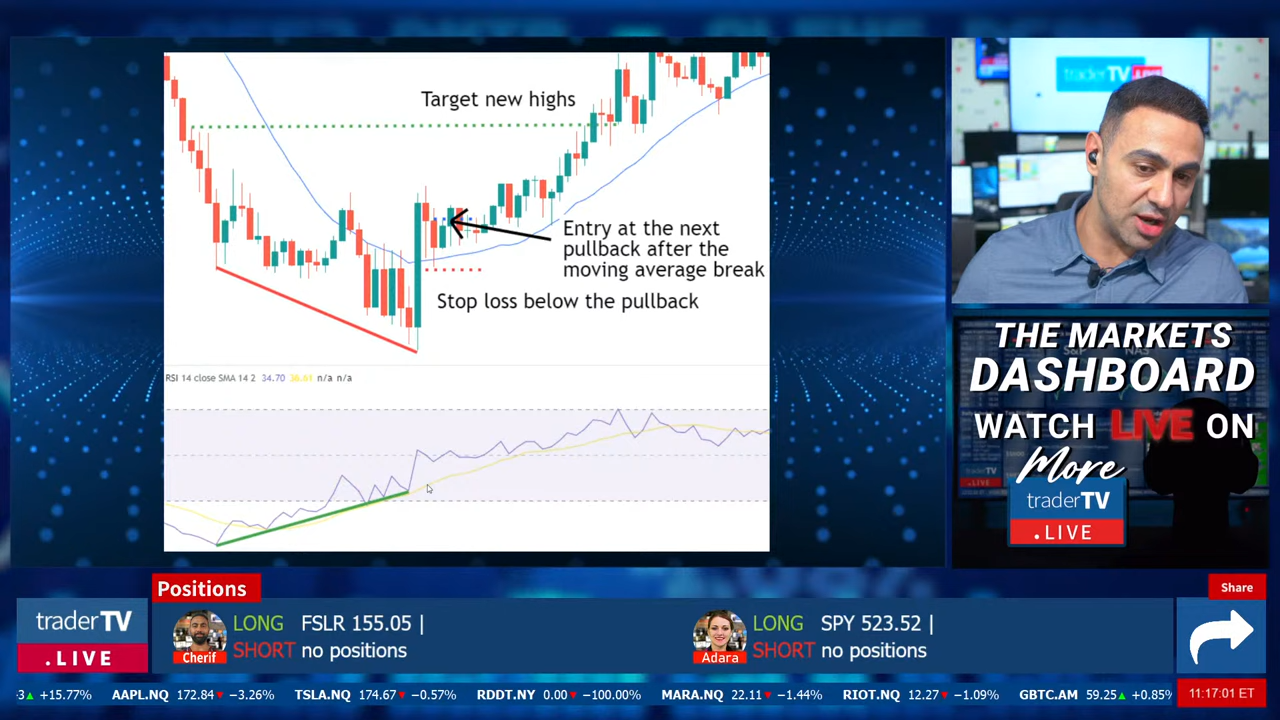 Target new highs
Entry at the next
pullback after the
moving average break
Stop loss below the pullback
RSI 14 close SMA 14 2 34.70 n/a n/a
traderTV LIVE
THE MARKETS
DASHBOARD
WATCH LIVE ON
More
traderTV
.LIVE
Positions
Share
traderTV
.LIVE
Cherif
LONG FSLR 155.05 |
SHORT no positions
Adara
LONG SPY 523.52 |
SHORT no positions
3▲ +15.77% AAPL.NQ 172.84▼ −3.26% TSLA.NQ 174.67▼ −0.57% RDDT.NY 0.00▼ −100.00% MARA.NQ 22.11▼ −1.44% RIOT.NQ 12.27▼ −1.09% GBTC.AM 59.25▲ +0.85%
11:17:01 ET